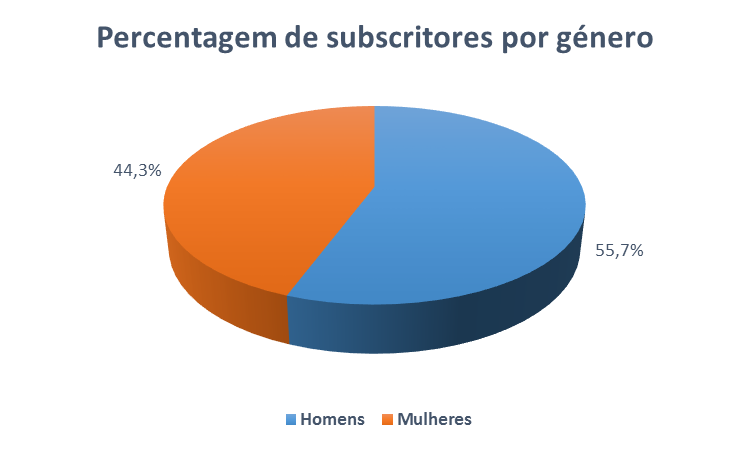 Percentagem de subscritores por género
44,3%
55,7%
Homens Mulheres